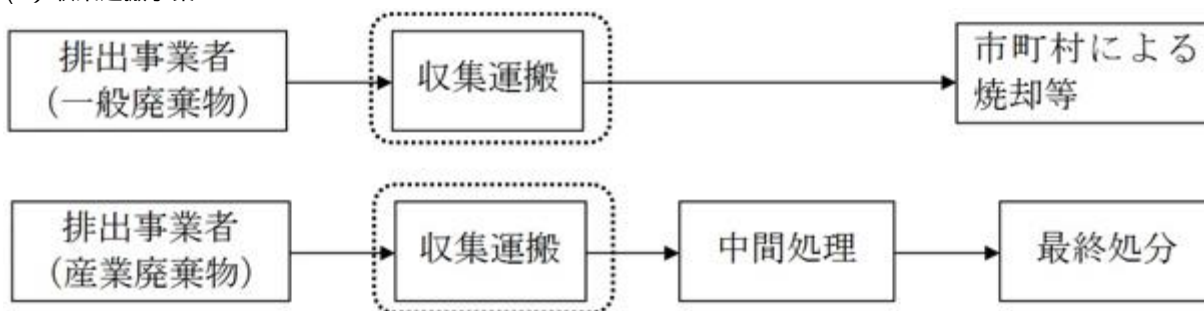 排出事業者
(一般廃棄物)
収集運搬
市町村による
焼却等
排出事業者
(産業廃棄物)
収集運搬
中間処理
最終処分